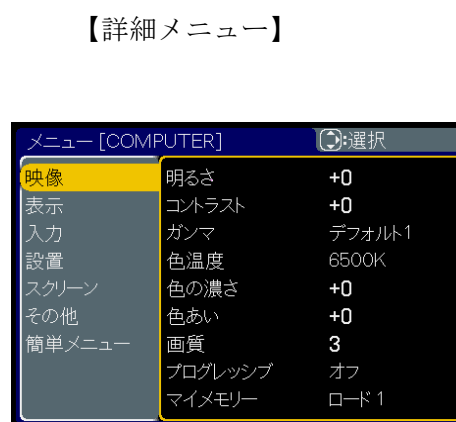 【詳細メニュー】
メニュー [COMPUTER] :選択
映像 明るさ +0
表示 コントラスト +0
入力 ガンマ デフォルト1
設置 色温度 6500K
スクリーン 色の濃さ +0
その他 色あい +0
簡単メニュー 画質 3
プログレッシブ オフ
マイメモリー ロード 1